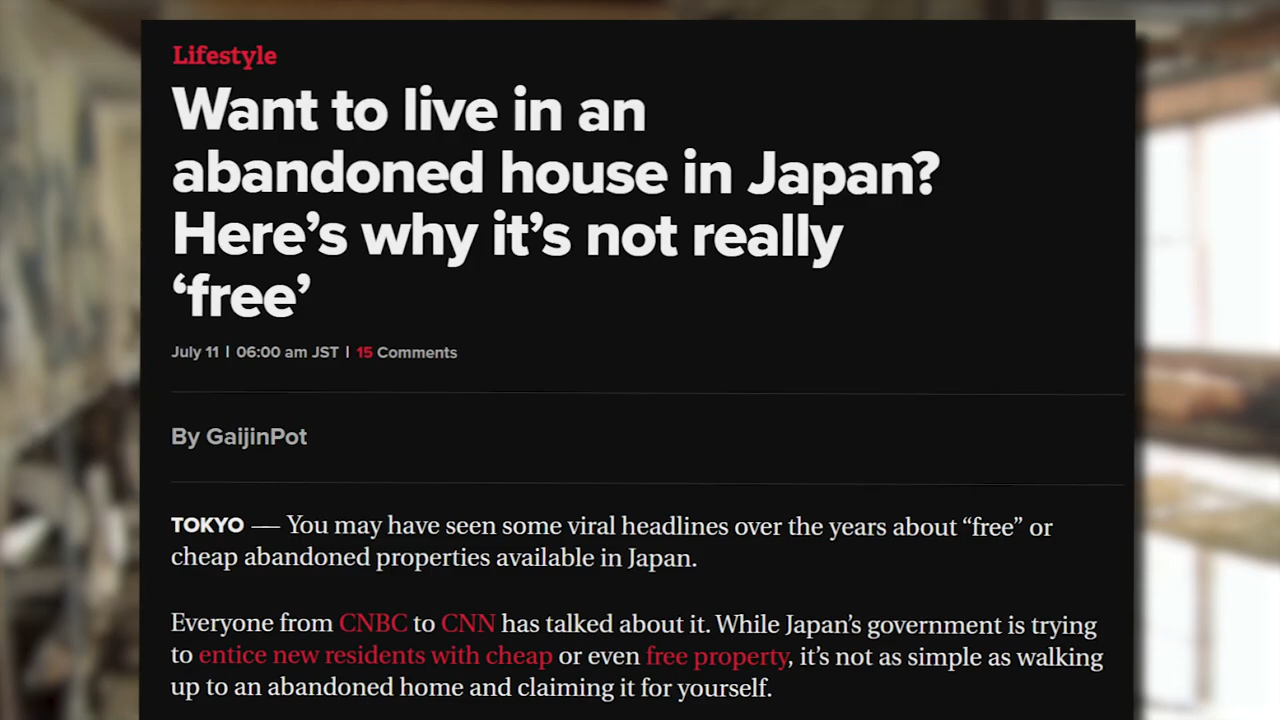 Lifestyle
Want to live in an
abandoned house in Japan?
Here’s why it’s not really
‘free’
July 11 | 06:00 am JST | 15 Comments
By GaijinPot
TOKYO — You may have seen some viral headlines over the years about “free” or
cheap abandoned properties available in Japan.
Everyone from CNBC to CNN has talked about it. While Japan’s government is trying
to entice new residents with cheap or even free property, it’s not as simple as walking
up to an abandoned home and claiming it for yourself.